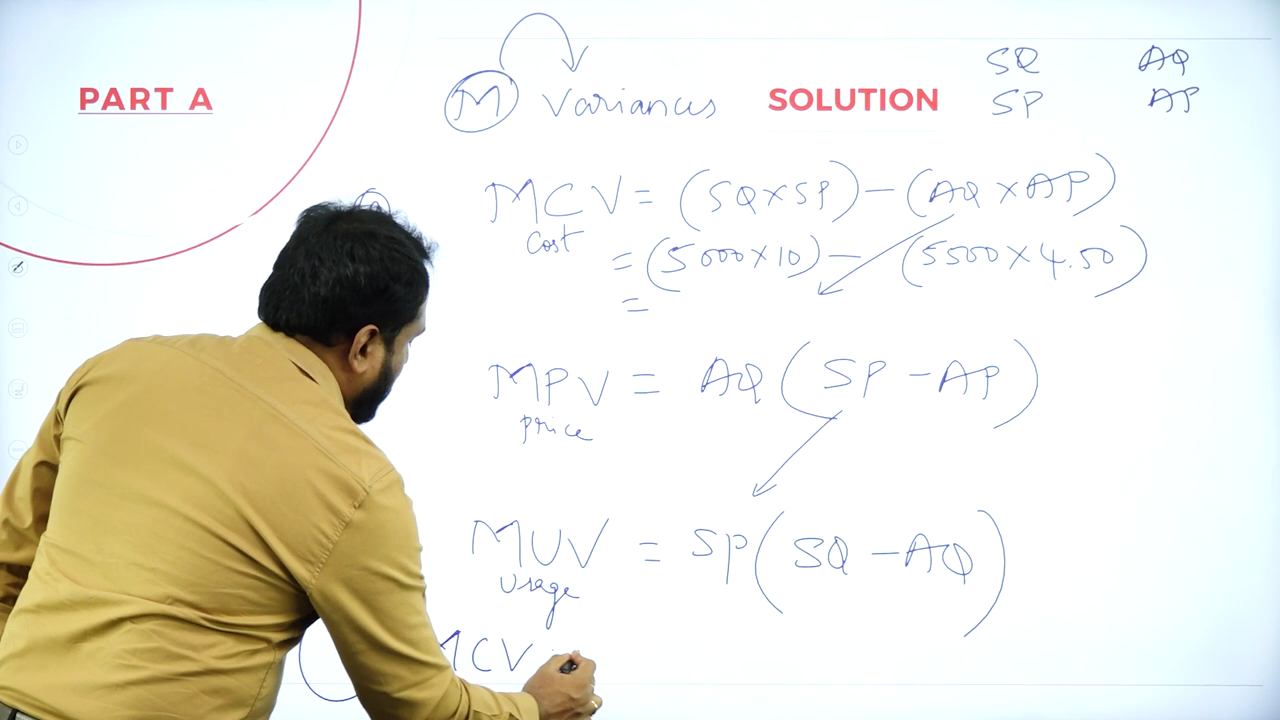 PART A
M Variances SOLUTION
SQ AQ
SP AP
MCV = (SQ×SP) – (AQ×AP)
Cost
= (5000×10) – (5500×4.50)
=
MPV = AQ (SP – AP)
price
MUV = SP (SQ – AQ)
Usage
MCV